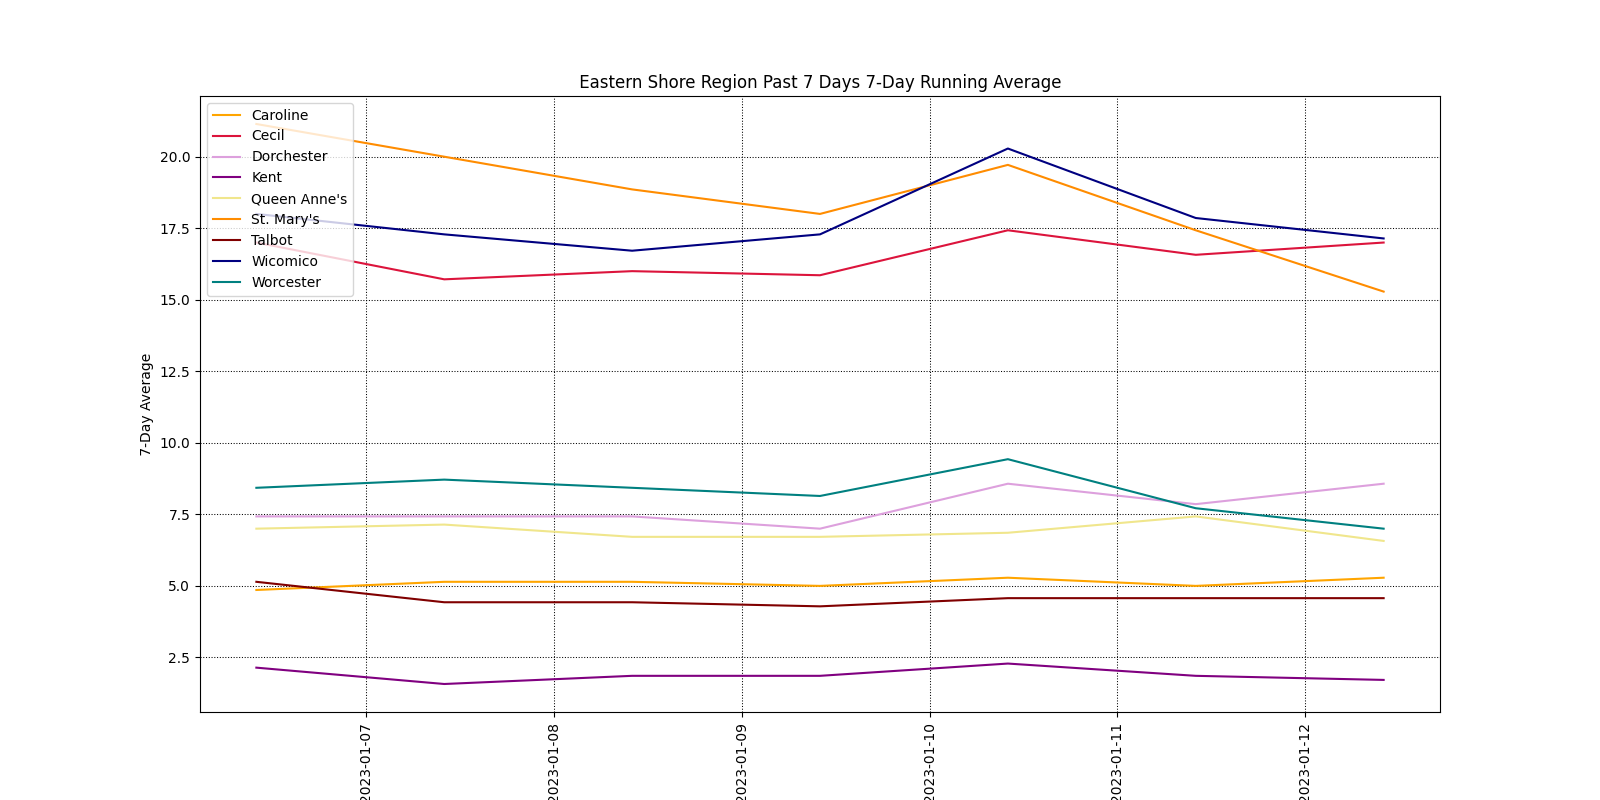 Eastern Shore Region Past 7 Days 7-Day Running Average
Caroline
Cecil
Dorchester
Kent
Queen Anne's
St. Mary's
Talbot
Wicomico
Worcester
7-Day Average
20.0
17.5
15.0
12.5
10.0
7.5
5.0
2.5
2023-01-07
2023-01-08
2023-01-09
2023-01-10
2023-01-11
2023-01-12